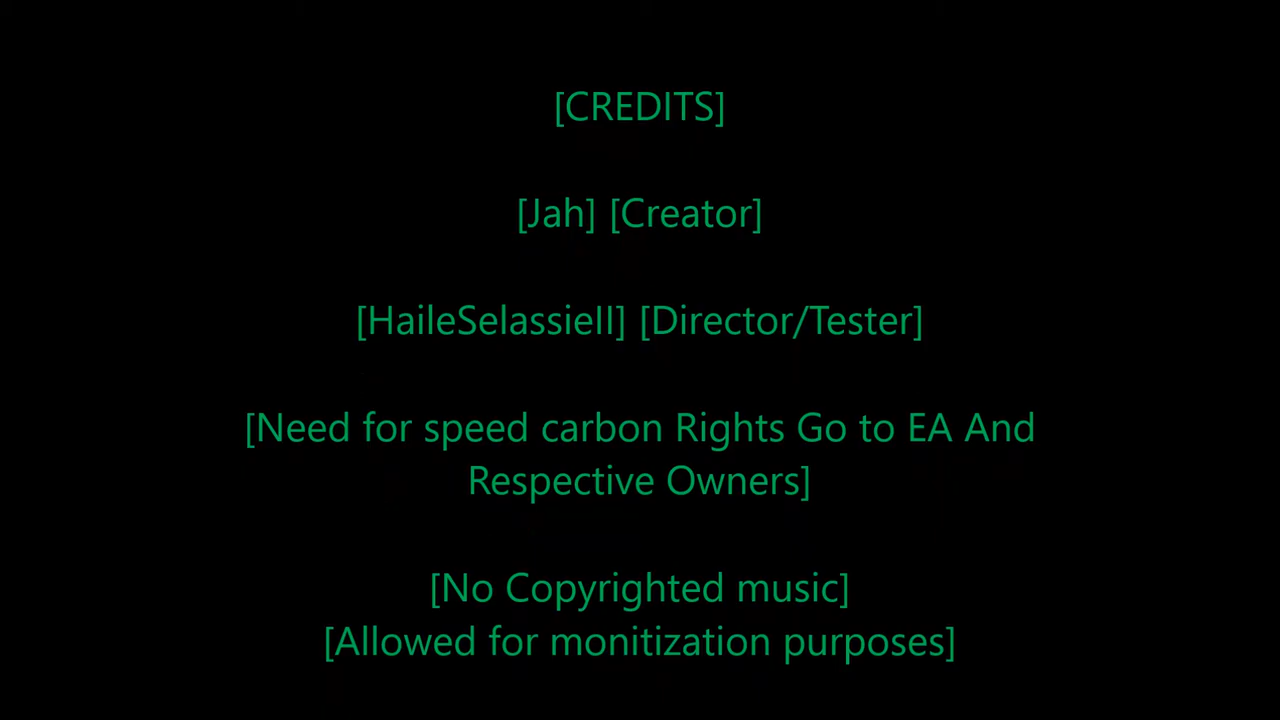 [CREDITS]
[Jah] [Creator]
[HaileSelassieII] [Director/Tester]
[Need for speed carbon Rights Go to EA And
Respective Owners]
[No Copyrighted music]
[Allowed for monitization purposes]